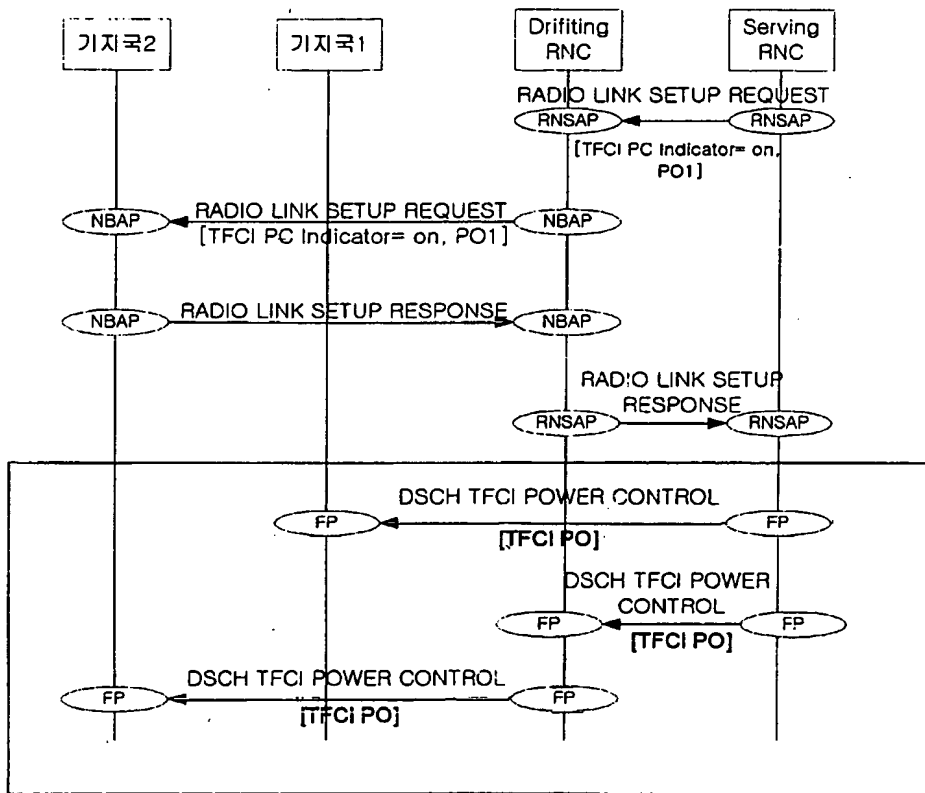 기지국2
기지국1
Drifiting
RNC
Serving
RNC
RADIO LINK SETUP REQUEST
RNSAP
RNSAP
[TFCI PC Indicator= on,
PO1]
RADIO LINK SETUP REQUEST
NBAP
NBAP
[TFCI PC Indicator= on, PO1]
RADIO LINK SETUP RESPONSE
NBAP
NBAP
RADIO LINK SETUP
RESPONSE
RNSAP
RNSAP
DSCH TFCI POWER CONTROL
FP
FP
[TFCI PO]
DSCH TFCI POWER
CONTROL
FP
FP
[TFCI PO]
DSCH TFCI POWER CONTROL
FP
FP
[TFCI PO]